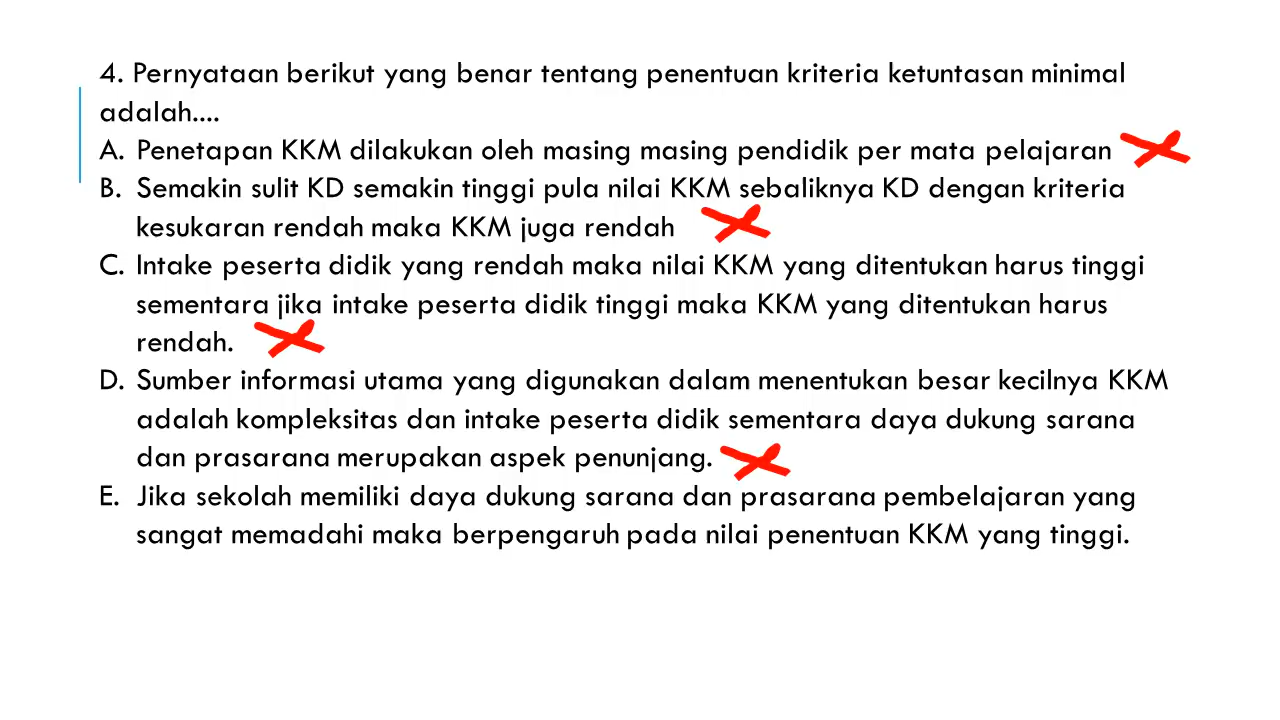 4. Pernyataan berikut yang benar tentang penentuan kriteria ketuntasan minimal
adalah....
A. Penetapan KKM dilakukan oleh masing masing pendidik per mata pelajaran
B. Semakin sulit KD semakin tinggi pula nilai KKM sebaliknya KD dengan kriteria
kesukaran rendah maka KKM juga rendah
C. Intake peserta didik yang rendah maka nilai KKM yang ditentukan harus tinggi
sementara jika intake peserta didik tinggi maka KKM yang ditentukan harus
rendah.
D. Sumber informasi utama yang digunakan dalam menentukan besar kecilnya KKM
adalah kompleksitas dan intake peserta didik sementara daya dukung sarana
dan prasarana merupakan aspek penunjang.
E. Jika sekolah memiliki daya dukung sarana dan prasarana pembelajaran yang
sangat memadahi maka berpengaruh pada nilai penentuan KKM yang tinggi.